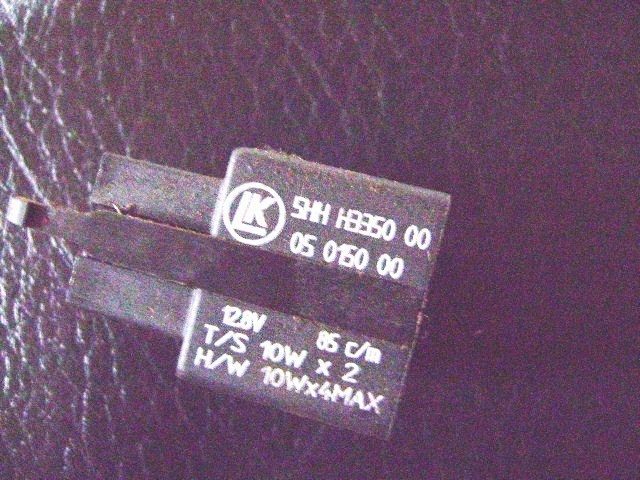 LK
5HH H3350 00
05 0150 00
12.8V 85 c/m
T/S 10W x 2
H/W 10Wx4MAX